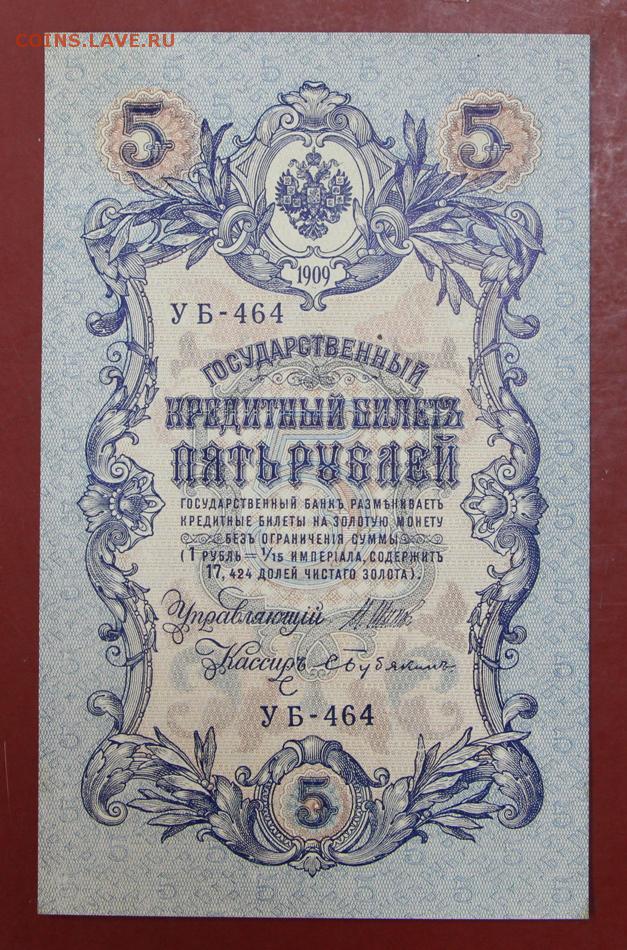 COINS.LAVE.RU
5 5
1909
УБ-464
ГОСУДАРСТВЕННЫЙ
КРЕДИТНЫЙ БИЛЕТЪ
ПЯТЬ РУБЛЕЙ
ГОСУДАРСТВЕННЫЙ БАНКЪ РАЗМѢНИВАЕТЪ
КРЕДИТНЫЕ БИЛЕТЫ НА ЗОЛОТУЮ МОНЕТУ
БЕЗЪ ОГРАНИЧЕНІЯ СУММЫ
(1 РУБЛЬ = 1/15 ИМПЕРІАЛА, СОДЕРЖИТЪ
17,424 ДОЛЕЙ ЧИСТАГО ЗОЛОТА).
Управляющій
Кассиръ С Бубякинъ
УБ-464
5